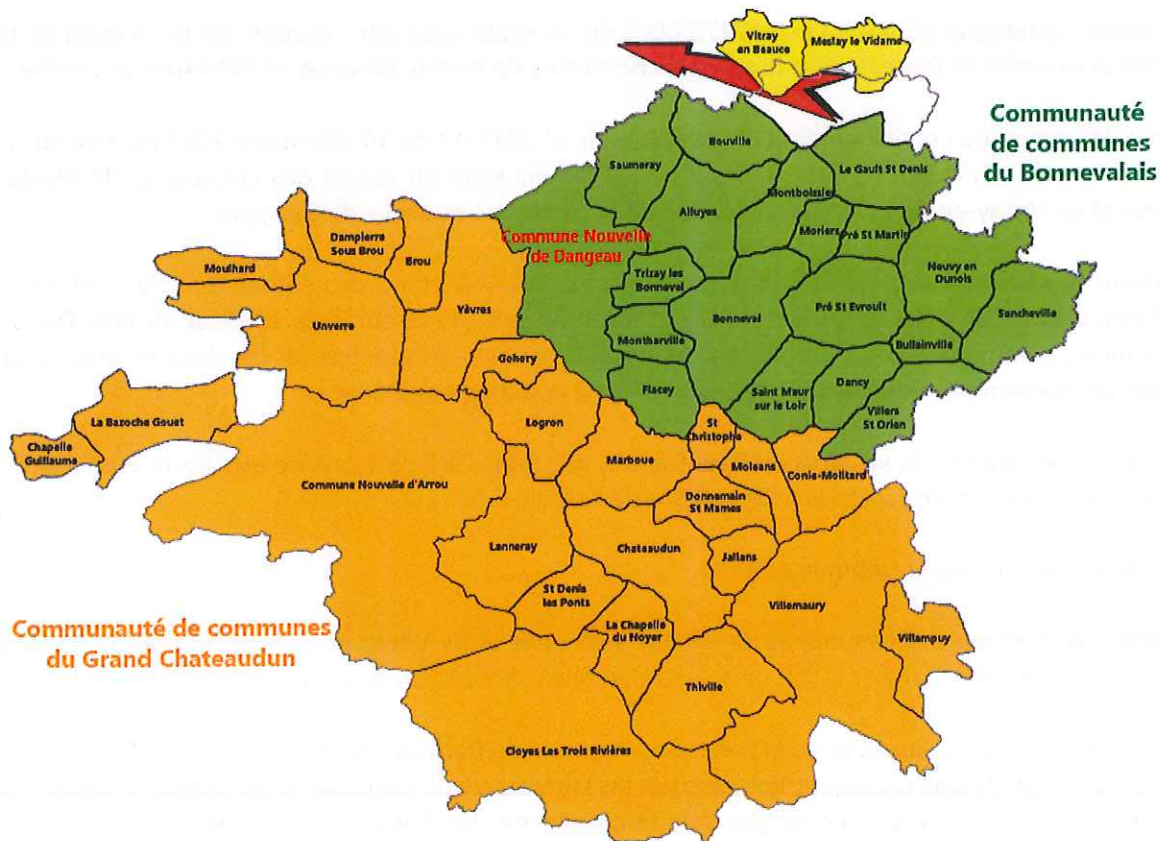 Vitray
en Beauce
Meslay le Vidame
Communauté
de communes
du Bonnevalais
Bouville
Saumeray
Le Gault St Denis
Montboissier
Alluyes
Moriers
Pré St Martin
Commune Nouvelle
de Dangeau
Dampierre
Sous Brou
Brou
Moulhard
Yèvres
Trizay les
Bonneval
Neuvy en
Dunois
Bonneval
Pré St Evroult
Sancheville
Unverre
Montharville
Bullainville
Gohory
Flacey
Saint Maur
sur le Loir
Dancy
Villers
St Orien
La Bazoche Gouet
Logron
St
Christophe
Chapelle
Guillaume
Marboue
Moleans
Conie-Molitard
Commune Nouvelle d'Arrou
Donnemain
St Mames
Lanneray
Chateaudun
Jallans
St Denis
les Ponts
Villemaury
La Chapelle
du Noyer
Villampuy
Communauté de communes
du Grand Chateaudun
Thiville
Cloyes Les Trois Rivières